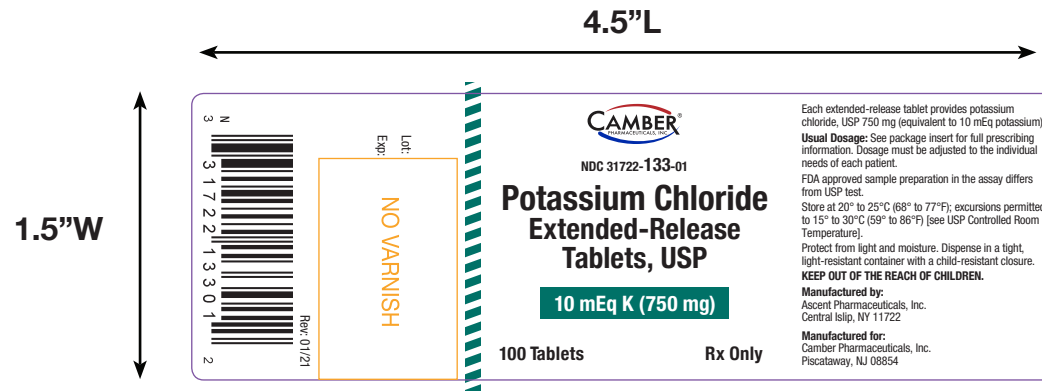 4.5”L
1.5”W
N
3
3172213301
2
Rev: 01/21
Lot:
Exp:
NO VARNISH
CAMBER®
PHARMACEUTICALS, INC
NDC 31722-133-01
Potassium Chloride
Extended-Release
Tablets, USP
10 mEq K (750 mg)
100 Tablets
Rx Only
Each extended-release tablet provides potassium
chloride, USP 750 mg (equivalent to 10 mEq potassium)
Usual Dosage: See package insert for full prescribing
information. Dosage must be adjusted to the individual
needs of each patient.
FDA approved sample preparation in the assay differs
from USP test.
Store at 20° to 25°C (68° to 77°F); excursions permitted
to 15° to 30°C (59° to 86°F) [see USP Controlled Room
Temperature].
Protect from light and moisture. Dispense in a tight,
light-resistant container with a child-resistant closure.
KEEP OUT OF THE REACH OF CHILDREN.
Manufactured by:
Ascent Pharmaceuticals, Inc.
Central Islip, NY 11722
Manufactured for:
Camber Pharmaceuticals, Inc.
Piscataway, NJ 08854